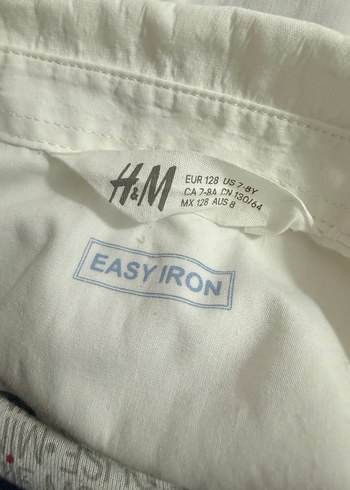 H&M
EUR 128 US 7-8Y
CA 7-8A CN 130/64
MX 128 AUS 8
EASY IRON